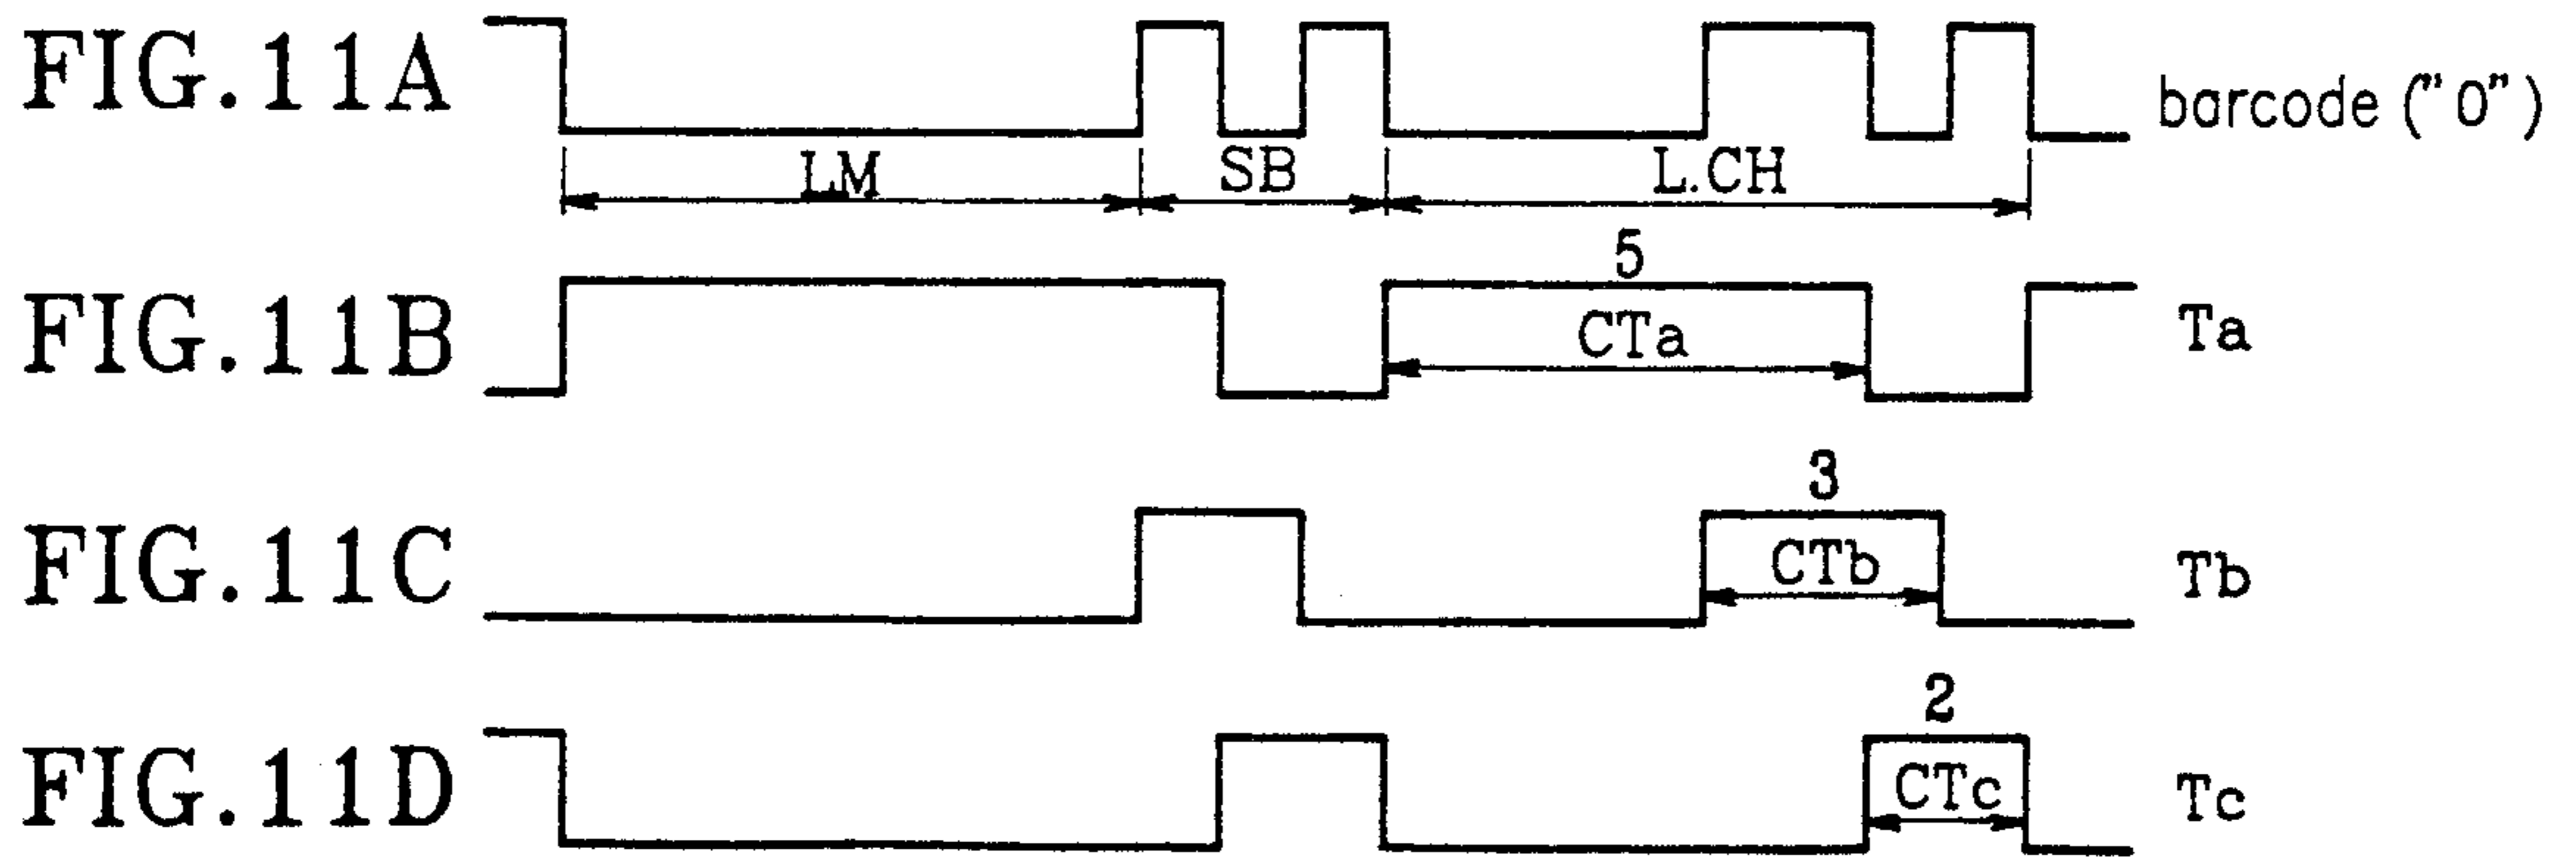 FIG.11A
barcode ("0")
LM
SB
L.CH
FIG.11B
5
CTa
Ta
FIG.11C
3
CTb
Tb
FIG.11D
2
CTc
Tc